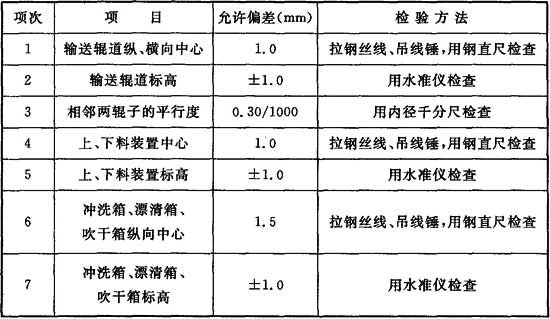 项次 项目 允许偏差(mm) 检验方法
1 输送辊道纵、横向中心 1.0 拉钢丝线、吊线锤，用钢直尺检查
2 输送辊道标高 ±1.0 用水准仪检查
3 相邻两辊子的平行度 0.30/1000 用内径千分尺检查
4 上、下料装置中心 1.0 拉钢丝线、吊线锤，用钢直尺检查
5 上、下料装置标高 ±1.0 用水准仪检查
6 冲洗箱、漂清箱、
吹干箱纵向中心 1.5 拉钢丝线、吊线锤，用钢直尺检查
7 冲洗箱、漂清箱、
吹干箱标高 ±1.0 用水准仪检查